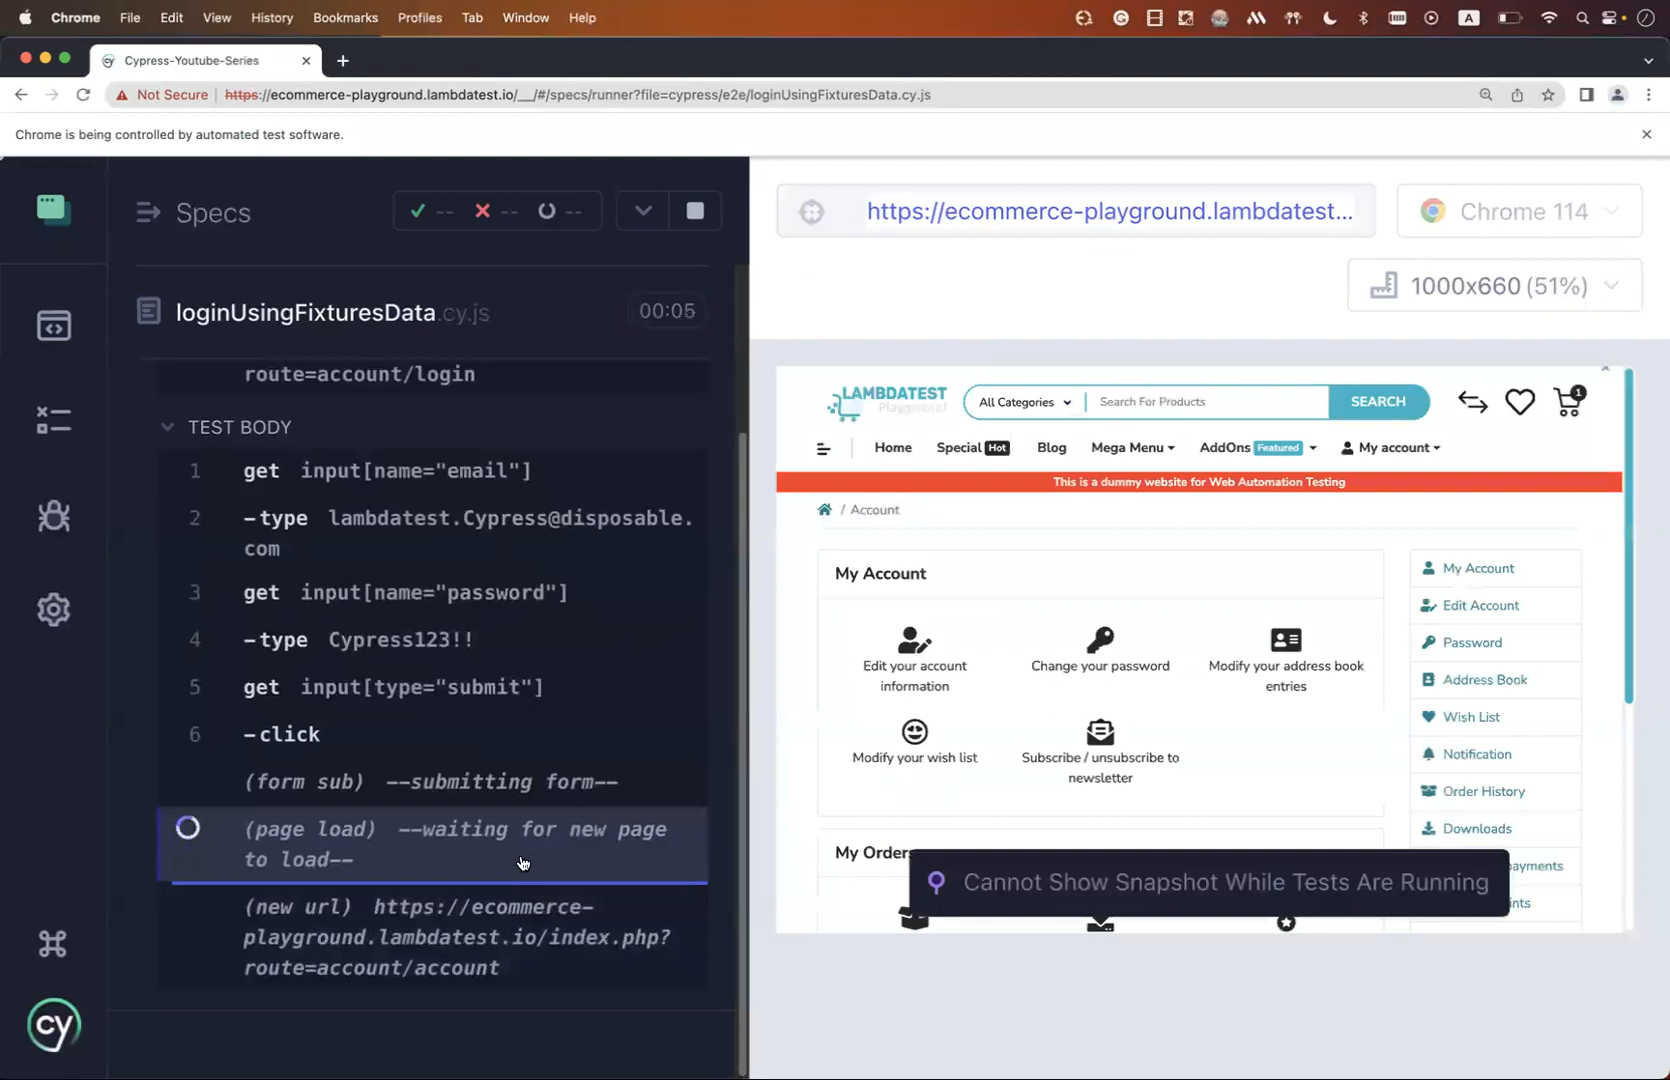 Chrome File Edit View History Bookmarks Profiles Tab Window Help
A
Cypress-Youtube-Series
Not Secure https://ecommerce-playground.lambdatest.io/__/#/specs/runner?file=cypress/e2e/loginUsingFixturesData.cy.js
Chrome is being controlled by automated test software.
Specs
-- -- --
loginUsingFixturesData.cy.js 00:05
route=account/login
TEST BODY
1 get input[name="email"]
2 -type lambdatest.Cypress@disposable.
com
3 get input[name="password"]
4 -type Cypress123!!
5 get input[type="submit"]
6 -click
(form sub) --submitting form--
(page load) --waiting for new page
to load--
(new url) https://ecommerce-
playground.lambdatest.io/index.php?
route=account/account
cy
https://ecommerce-playground.lambdatest...
Chrome 114
1000x660 (51%)
LAMBDATEST
Playground
All Categories Search For Products SEARCH 1
Home Special Hot Blog Mega Menu AddOns Featured My account
This is a dummy website for Web Automation Testing
/ Account
My Account
Edit your account
information
Change your password
Modify your address book
entries
Modify your wish list
Subscribe / unsubscribe to
newsletter
My Orders
My Account
Edit Account
Password
Address Book
Wish List
Notification
Order History
Downloads
payments
Cannot Show Snapshot While Tests Are Running